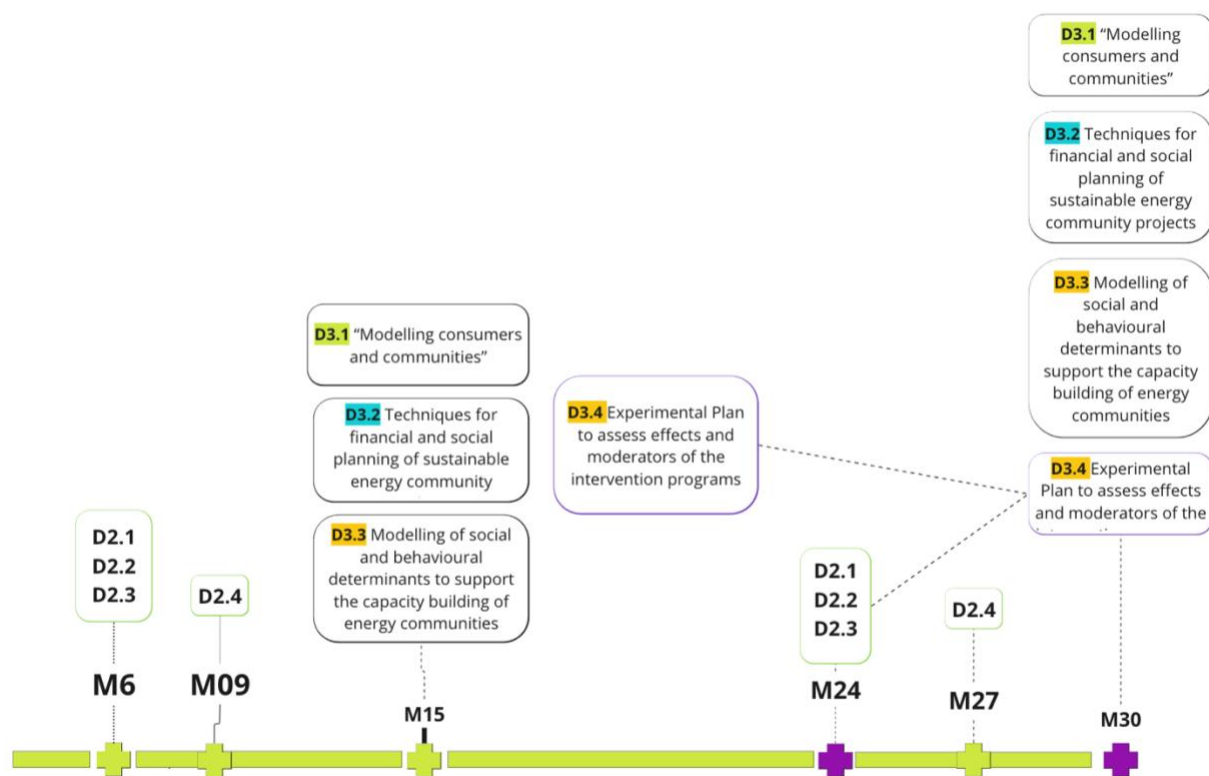 D3.1 “Modelling
consumers and
communities”
D3.2 Techniques for
financial and social
planning of
sustainable energy
community projects
D3.3 Modelling of
social and
behavioural
determinants to
support the capacity
building of energy
communities
D3.4 Experimental
Plan to assess effects
and moderators of the
D3.1 “Modelling consumers
and communities”
D3.2 Techniques for
financial and social
planning of sustainable
energy community
D3.3 Modelling of social
and behavioural
determinants to support
the capacity building of
energy communities
D3.4 Experimental Plan
to assess effects and
moderators of the
intervention programs
D2.1
D2.2
D2.3
D2.4
D2.1
D2.2
D2.3
D2.4
M6
M09
M15
M24
M27
M30